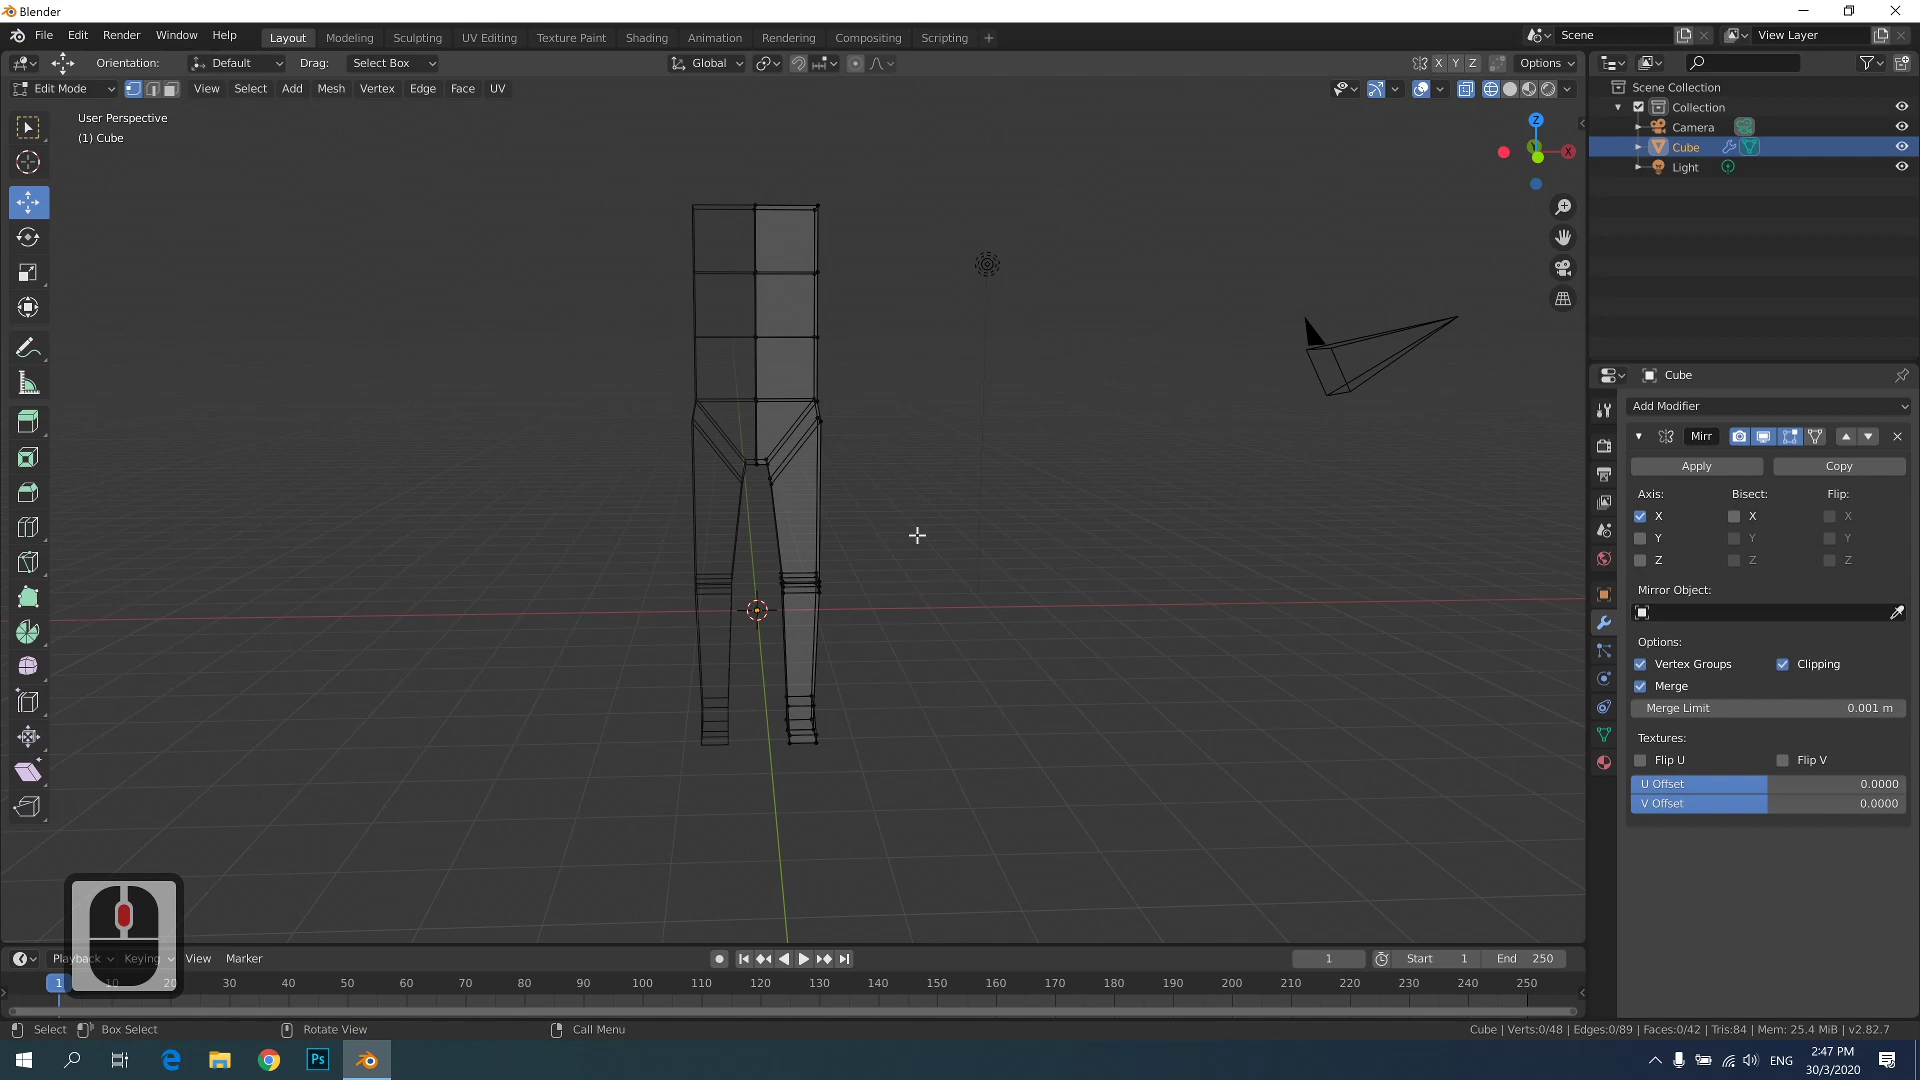 Blender
File Edit Render Window Help Layout Modeling Sculpting UV Editing Texture Paint Shading Animation Rendering Compositing Scripting + Scene View Layer
Orientation: Default Drag: Select Box Global X Y Z Options
Edit Mode View Select Add Mesh Vertex Edge Face UV
User Perspective
(1) Cube
Z
X
Y
Scene Collection
Collection
Camera
Cube
Light
Cube
Add Modifier
Mirr
Apply Copy
Axis: Bisect: Flip:
X X X
Y Y Y
Z Z Z
Mirror Object:
Options:
Vertex Groups Clipping
Merge
Merge Limit 0.001 m
Textures:
Flip U Flip V
U Offset 0.0000
V Offset 0.0000
Playback Keying View Marker 1 Start 1 End 250
1 10 20 30 40 50 60 70 80 90 100 110 120 130 140 150 160 170 180 190 200 210 220 230 240 250
Select Box Select Rotate View Call Menu Cube | Verts:0/48 | Edges:0/89 | Faces:0/42 | Tris:84 | Mem: 25.4 MiB | v2.82.7
Ps ENG 2:47 PM
30/3/2020